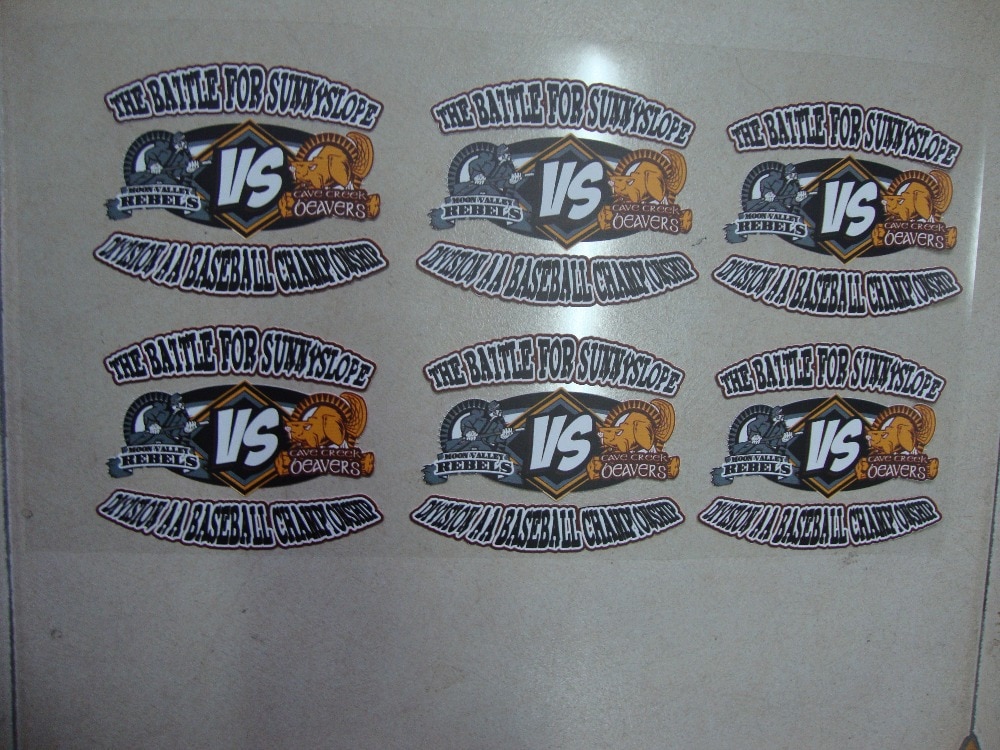 THE BATTLE FOR SUNNYSLOPE
MOON VALLEY
REBELS
VS
CAVE CREEK
BEAVERS
DIVISION AA BASEBALL CHAMPIONSHIP
THE BATTLE FOR SUNNYSLOPE
MOON VALLEY
REBELS
VS
CAVE CREEK
BEAVERS
DIVISION AA BASEBALL CHAMPIONSHIP
THE BATTLE FOR SUNNYSLOPE
MOON VALLEY
REBELS
VS
CAVE CREEK
BEAVERS
DIVISION AA BASEBALL CHAMPIONSHIP
THE BATTLE FOR SUNNYSLOPE
MOON VALLEY
REBELS
VS
CAVE CREEK
BEAVERS
DIVISION AA BASEBALL CHAMPIONSHIP
THE BATTLE FOR SUNNYSLOPE
MOON VALLEY
REBELS
VS
CAVE CREEK
BEAVERS
DIVISION AA BASEBALL CHAMPIONSHIP
THE BATTLE FOR SUNNYSLOPE
MOON VALLEY
REBELS
VS
CAVE CREEK
BEAVERS
DIVISION AA BASEBALL CHAMPIONSHIP